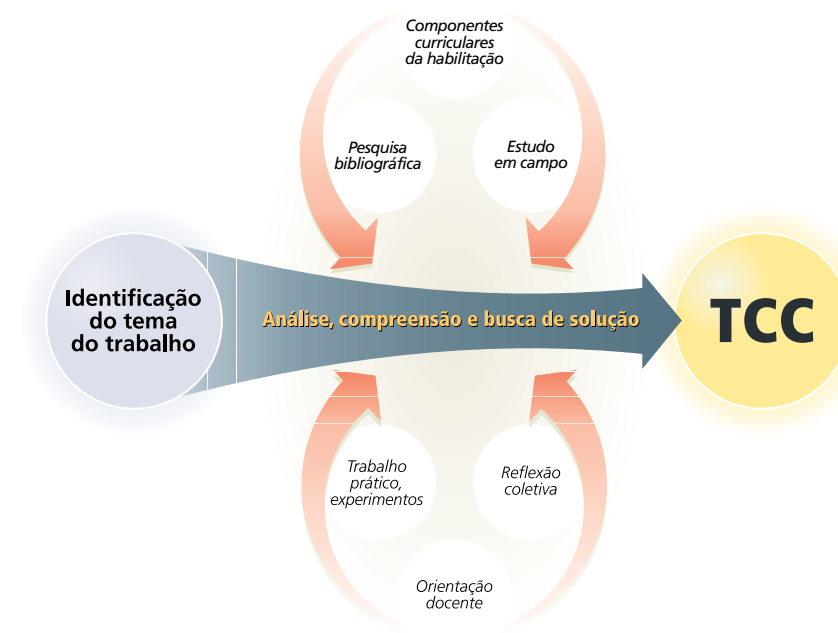 Componentes
curriculares
da habilitação
Pesquisa
bibliográfica
Estudo
em campo
Identificação
do tema
do trabalho
Análise, compreensão e busca de solução
TCC
Trabalho
prático,
experimentos
Reflexão
coletiva
Orientação
docente